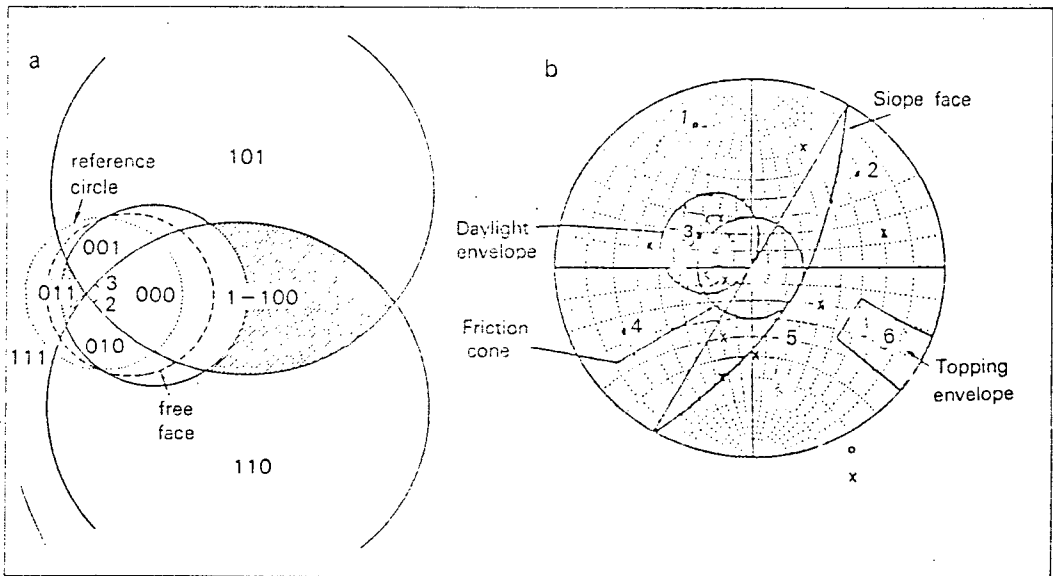 a
101
reference
circle
001
011
3
2
000
1-100
111
010
free
face
110
b
Siope face
1
2
Daylight
envelope
3
4
5
6
Friction
cone
Topping
envelope
o
x